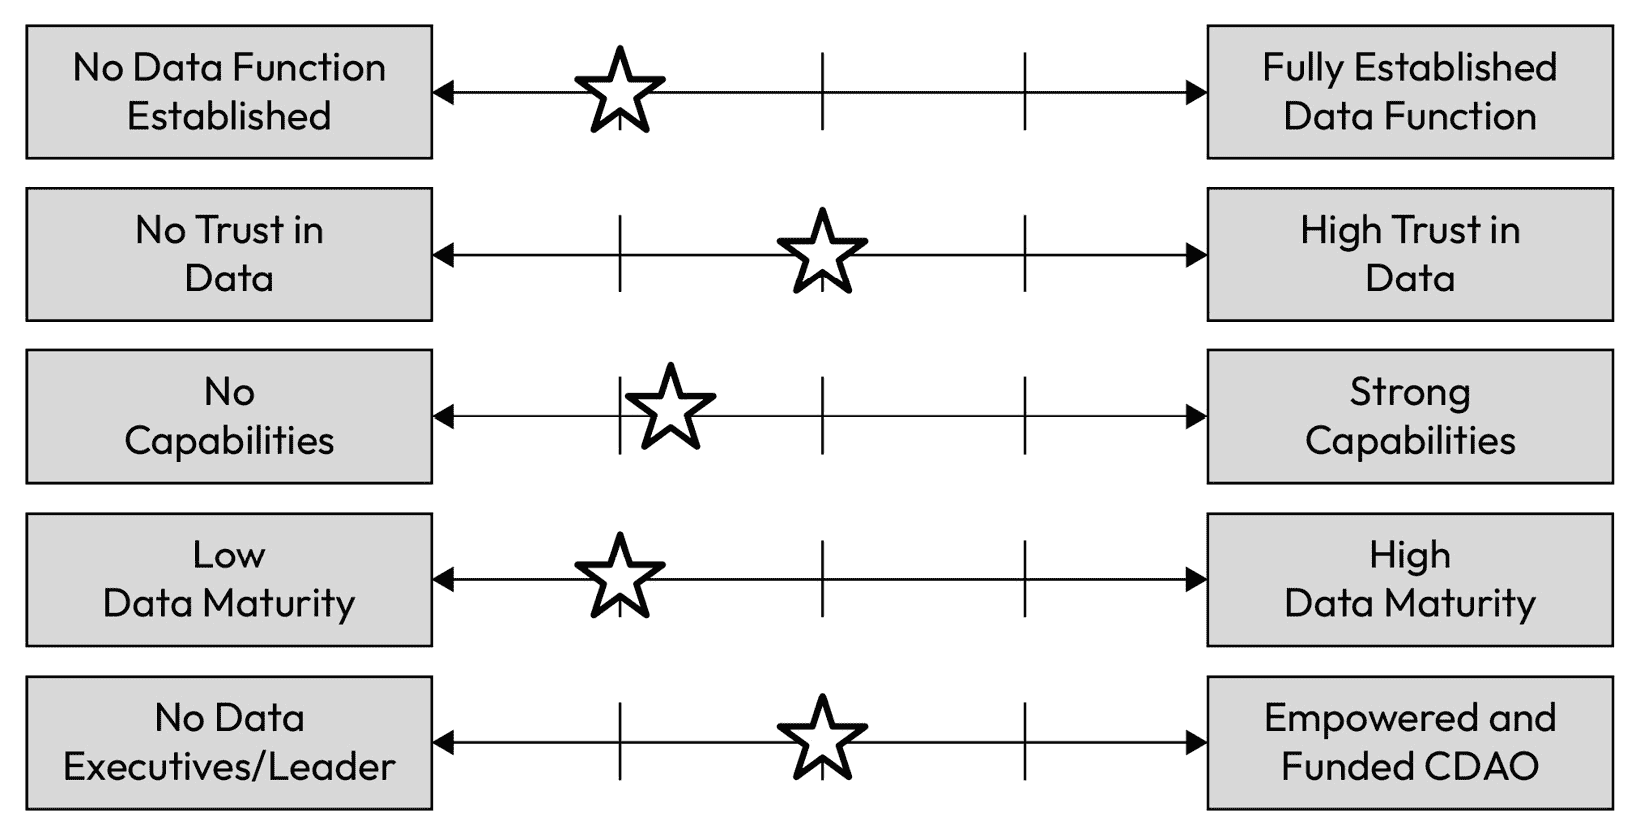 No Data Function
Established
Fully Established
Data Function
No Trust in
Data
High Trust in
Data
No
Capabilities
Strong
Capabilities
Low
Data Maturity
High
Data Maturity
No Data
Executives/Leader
Empowered and
Funded CDAO